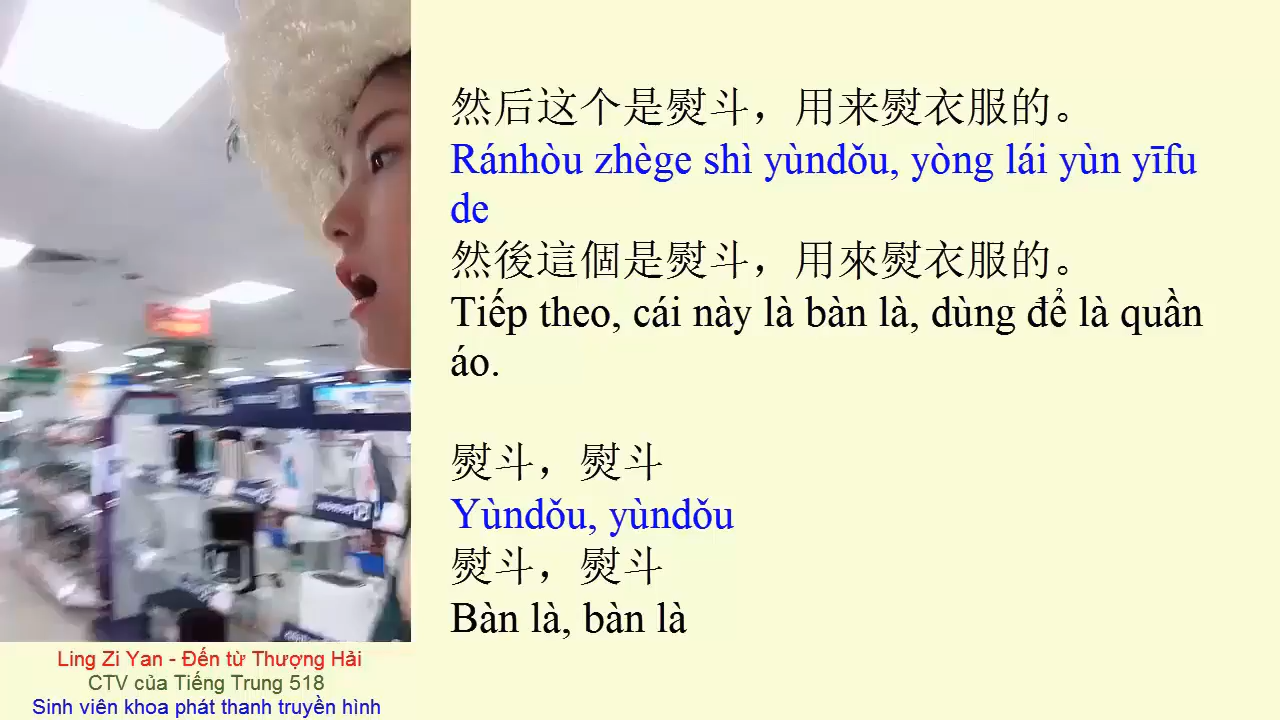 然后这个是熨斗，用来熨衣服的。
Ránhòu zhège shì yùndǒu, yòng lái yùn yīfu
de
然後這個是熨斗，用來熨衣服的。
Tiếp theo, cái này là bàn là, dùng để là quần
áo.
熨斗，熨斗
Yùndǒu, yùndǒu
熨斗，熨斗
Bàn là, bàn là
Ling Zi Yan - Đến từ Thượng Hải
CTV của Tiếng Trung 518
Sinh viên khoa phát thanh truyền hình